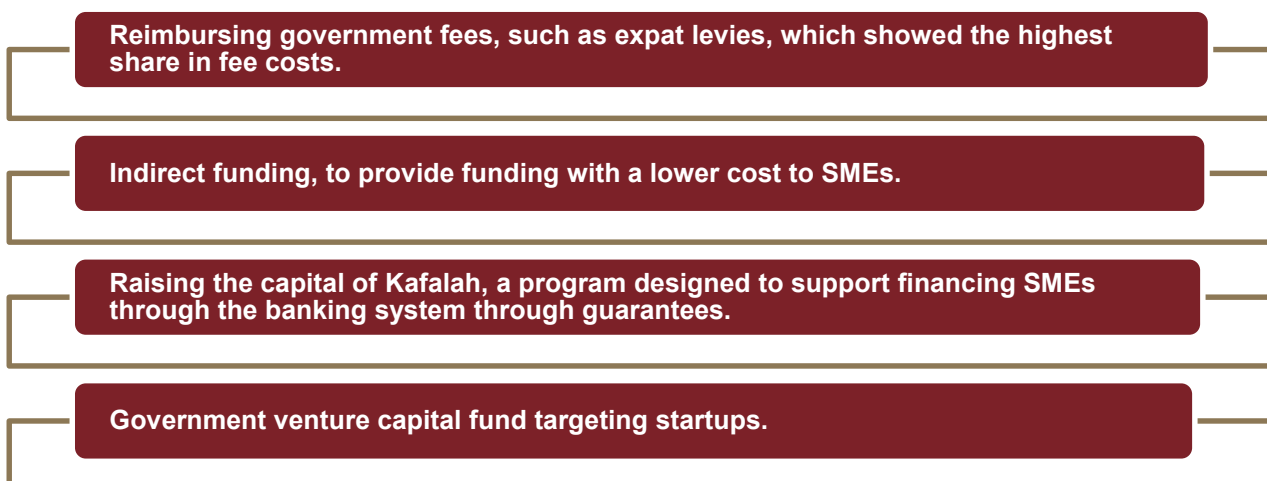 Reimbursing government fees, such as expat levies, which showed the highest
share in fee costs.
Indirect funding, to provide funding with a lower cost to SMEs.
Raising the capital of Kafalah, a program designed to support financing SMEs
through the banking system through guarantees.
Government venture capital fund targeting startups.